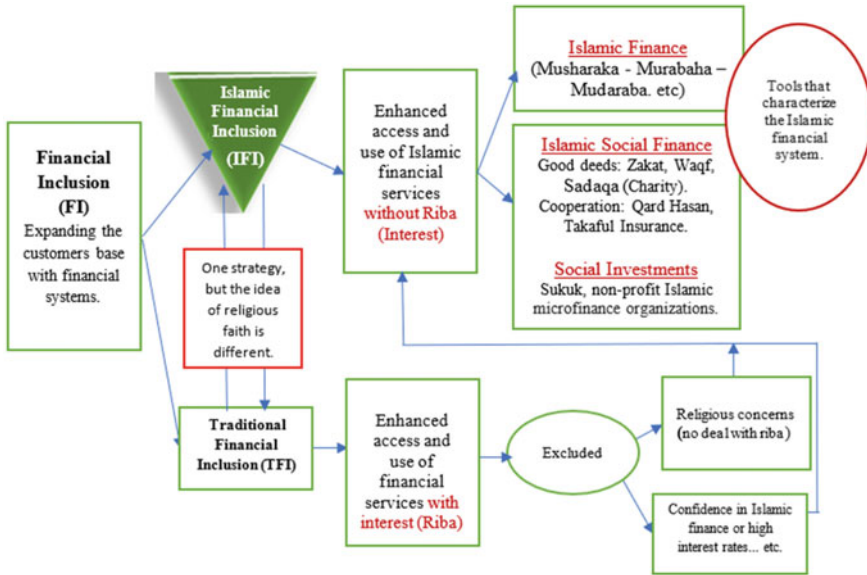 Financial
Inclusion
(FI)
Expanding the
customers base
with financial
systems.
Islamic
Financial
Inclusion
(IFI)
One strategy,
but the idea
of religious
faith is
different.
Traditional
Financial
Inclusion (TFI)
Enhanced
access and
use of Islamic
financial
services
without Riba
(Interest)
Enhanced
access and
use of
financial
services with
interest (Riba)
Islamic Finance
(Musharaka - Murabaha –
Mudaraba. etc)
Islamic Social Finance
Good deeds: Zakat, Waqf,
Sadaqa (Charity).
Cooperation: Qard Hasan,
Takaful Insurance.
Social Investments
Sukuk, non-profit Islamic
microfinance organizations.
Tools that
characterize
the Islamic
financial
system.
Excluded
Religious concerns
(no deal with riba)
Confidence in Islamic
finance or high
interest rates... etc.